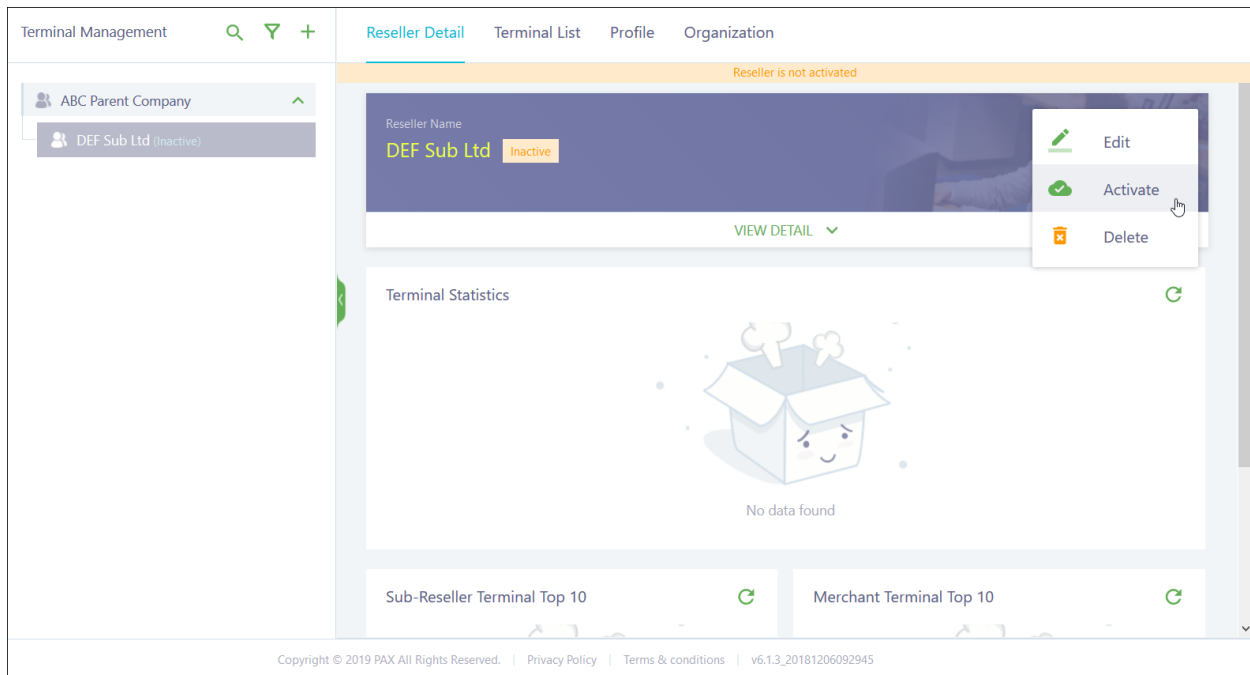 Terminal Management
Reseller Detail Terminal List Profile Organization
Reseller is not activated
ABC Parent Company
DEF Sub Ltd (Inactive)
Reseller Name
DEF Sub Ltd Inactive
Edit
Activate
Delete
VIEW DETAIL
Terminal Statistics
No data found
Sub-Reseller Terminal Top 10
Merchant Terminal Top 10
Copyright © 2019 PAX All Rights Reserved. | Privacy Policy | Terms & conditions | v6.1.3_20181206092945